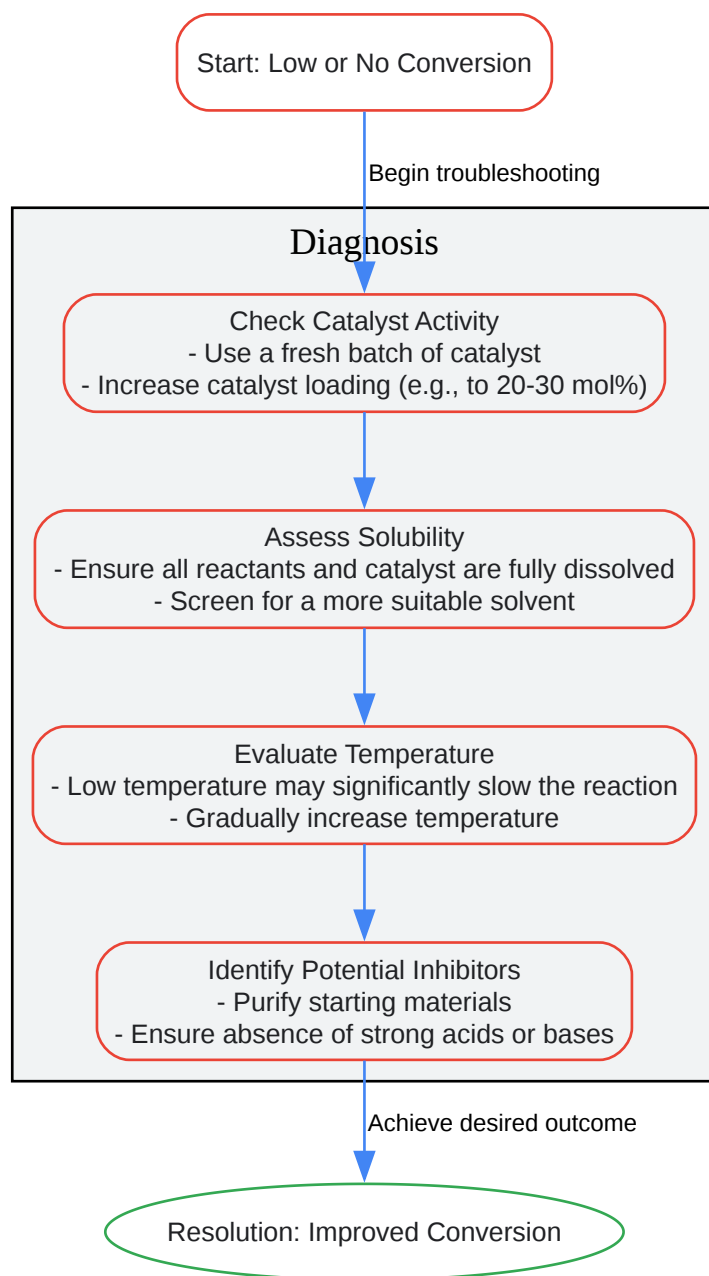 Start: Low or No Conversion
Begin troubleshooting
Diagnosis
Check Catalyst Activity
- Use a fresh batch of catalyst
- Increase catalyst loading (e.g., to 20-30 mol%)
Assess Solubility
- Ensure all reactants and catalyst are fully dissolved
- Screen for a more suitable solvent
Evaluate Temperature
- Low temperature may significantly slow the reaction
- Gradually increase temperature
Identify Potential Inhibitors
- Purify starting materials
- Ensure absence of strong acids or bases
Achieve desired outcome
Resolution: Improved Conversion